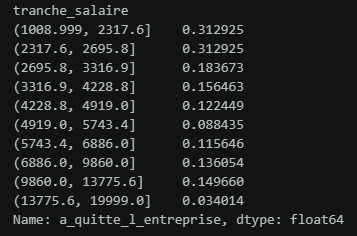 tranche_salaire
(1008.999, 2317.6]    0.312925
(2317.6, 2695.8]      0.312925
(2695.8, 3316.9]      0.183673
(3316.9, 4228.8]      0.156463
(4228.8, 4919.0]      0.122449
(4919.0, 5743.4]      0.088435
(5743.4, 6886.0]      0.115646
(6886.0, 9860.0]      0.136054
(9860.0, 13775.6]     0.149660
(13775.6, 19999.0]    0.034014
Name: a_quitte_l_entreprise, dtype: float64